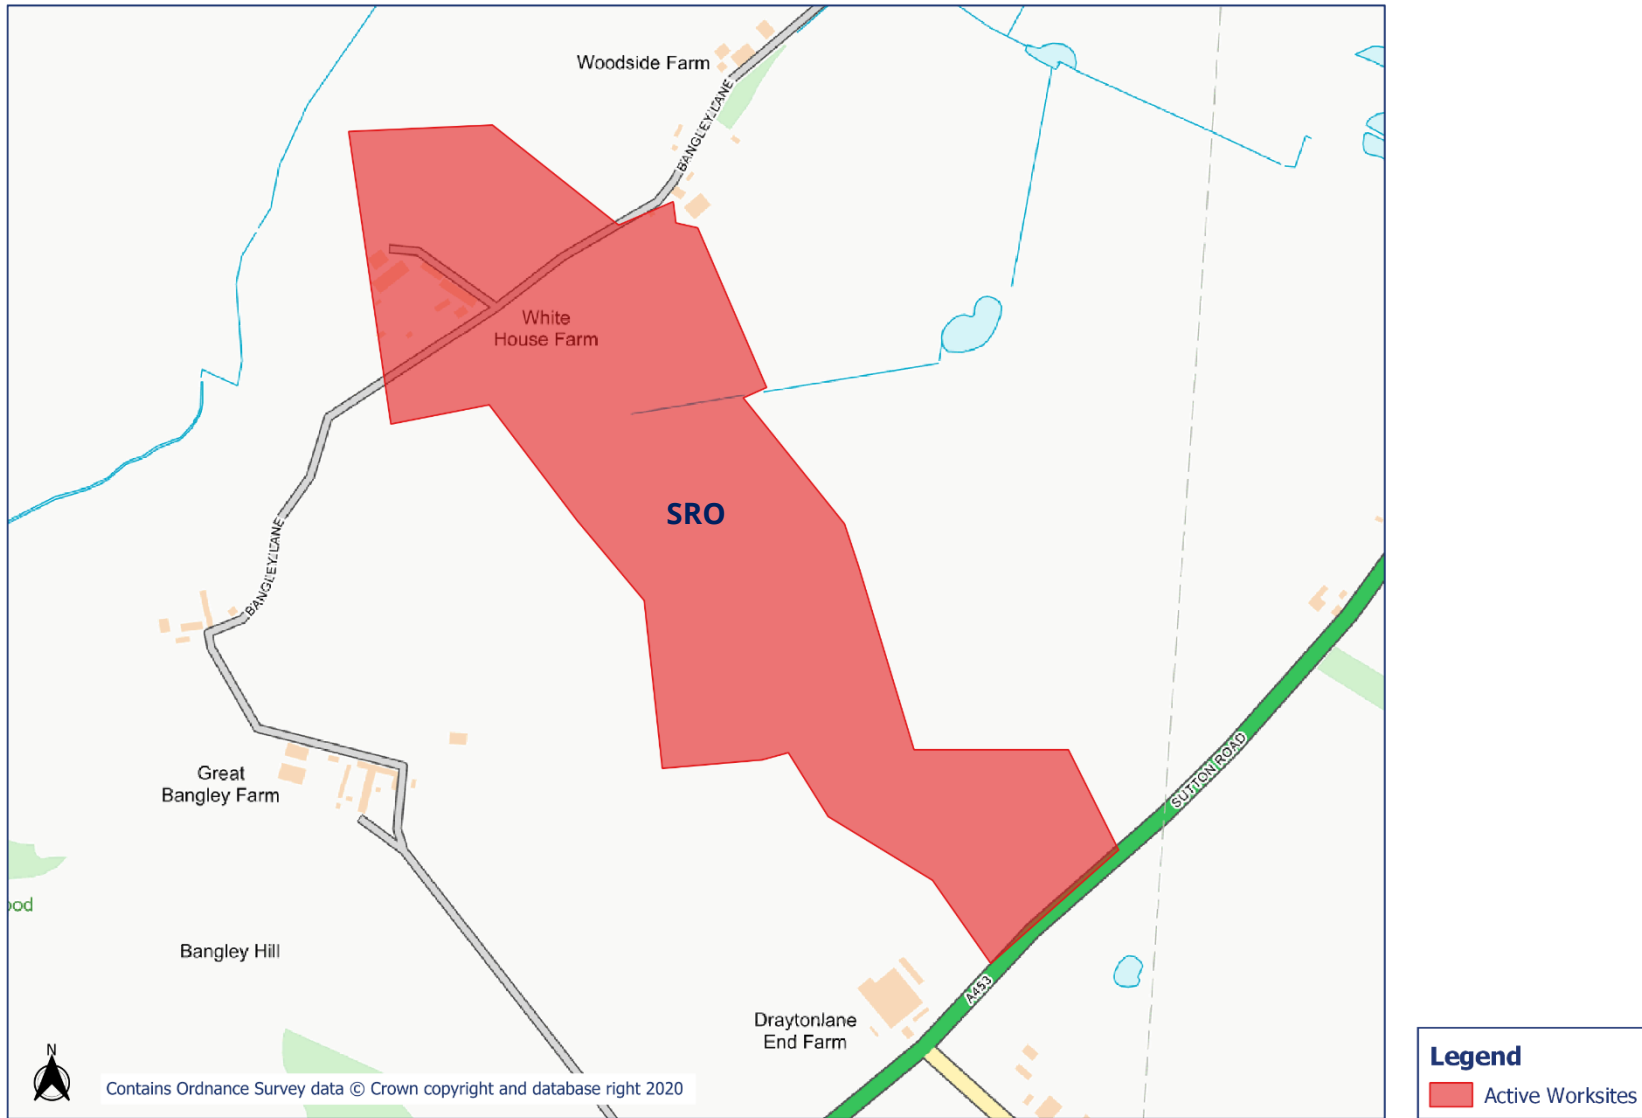 Woodside Farm
BANGLEY LANE
White
House Farm
SRO
BANGLEY LANE
SUTTON ROAD
Great
Bangley Farm
ood
Bangley Hill
A453
Draytonlane
End Farm
N
Contains Ordnance Survey data © Crown copyright and database right 2020
Legend
Active Worksites